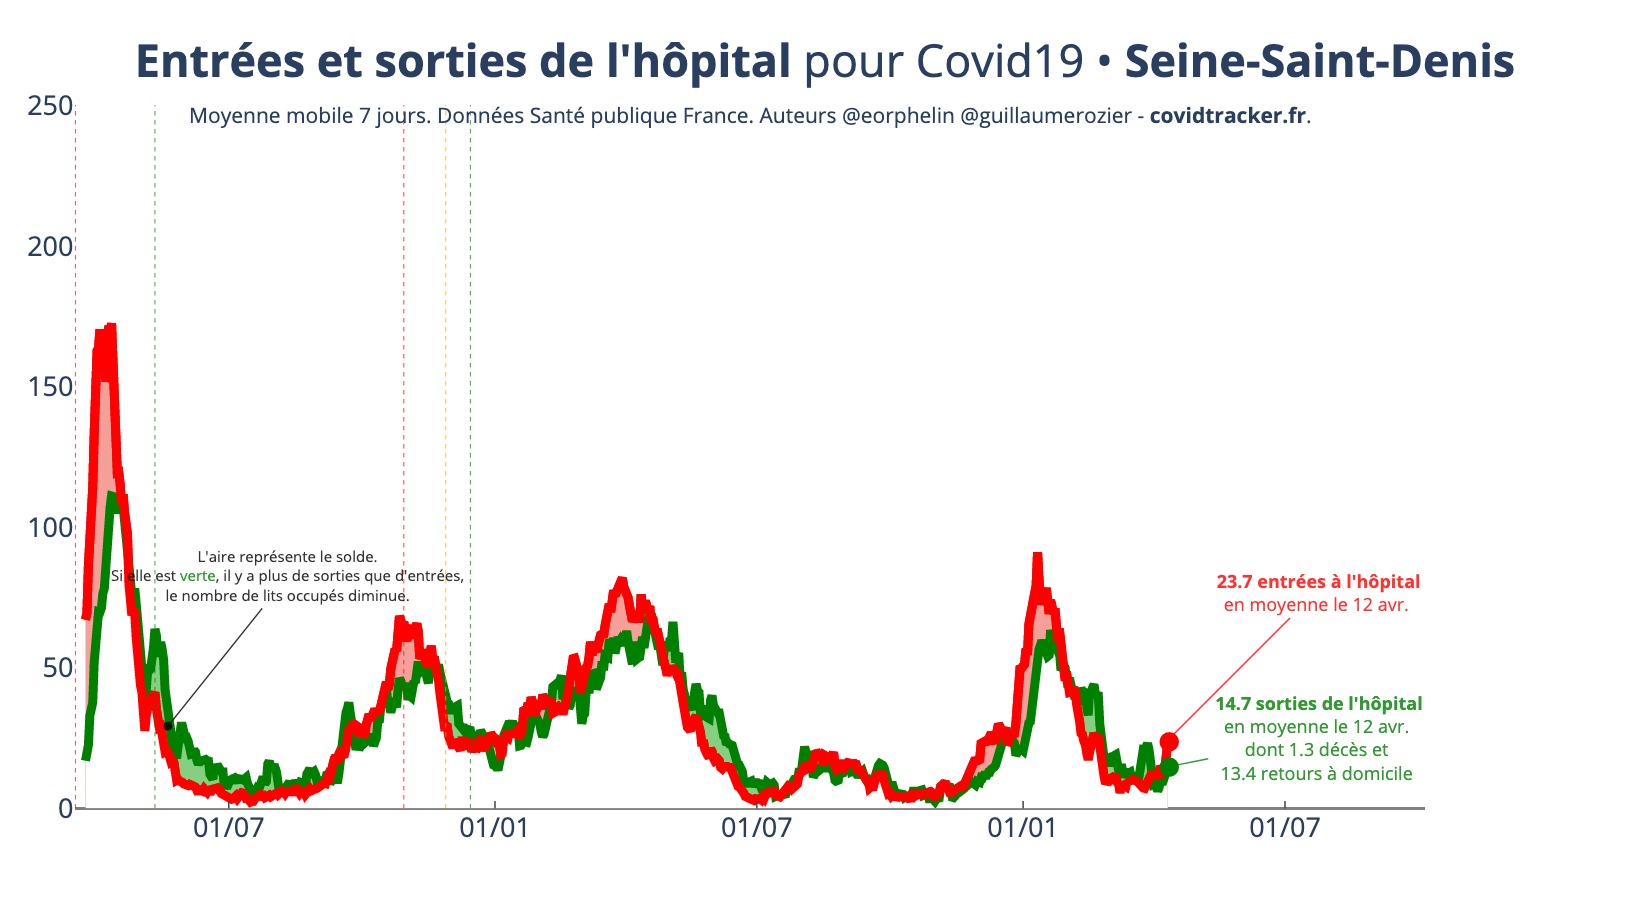 Entrées et sorties de l'hôpital pour Covid19 • Seine-Saint-Denis
Moyenne mobile 7 jours. Données Santé publique France. Auteurs @eorphelin @guillaumerozier - covidtracker.fr.
250
200
150
100
50
0
L'aire représente le solde.
Si elle est verte, il y a plus de sorties que d'entrées,
le nombre de lits occupés diminue.
23.7 entrées à l'hôpital
en moyenne le 12 avr.
14.7 sorties de l'hôpital
en moyenne le 12 avr.
dont 1.3 décès et
13.4 retours à domicile
01/07
01/01
01/07
01/01
01/07